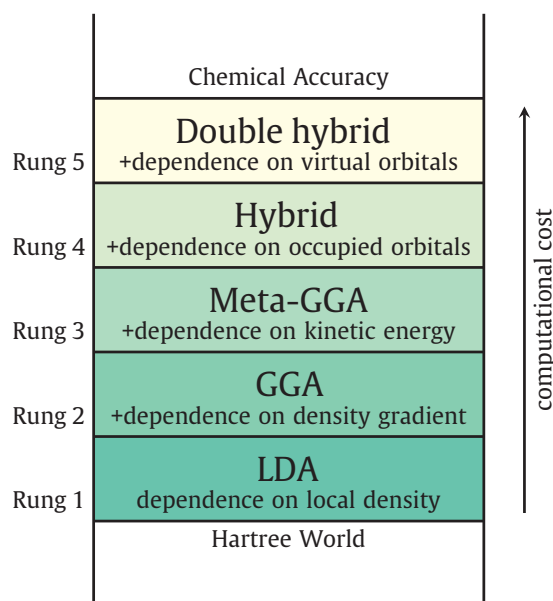 Chemical Accuracy
Double hybrid
Rung 5
+dependence on virtual orbitals
Hybrid
Rung 4
+dependence on occupied orbitals
Meta-GGA
Rung 3
+dependence on kinetic energy
GGA
Rung 2
+dependence on density gradient
LDA
Rung 1
dependence on local density
Hartree World
computational cost